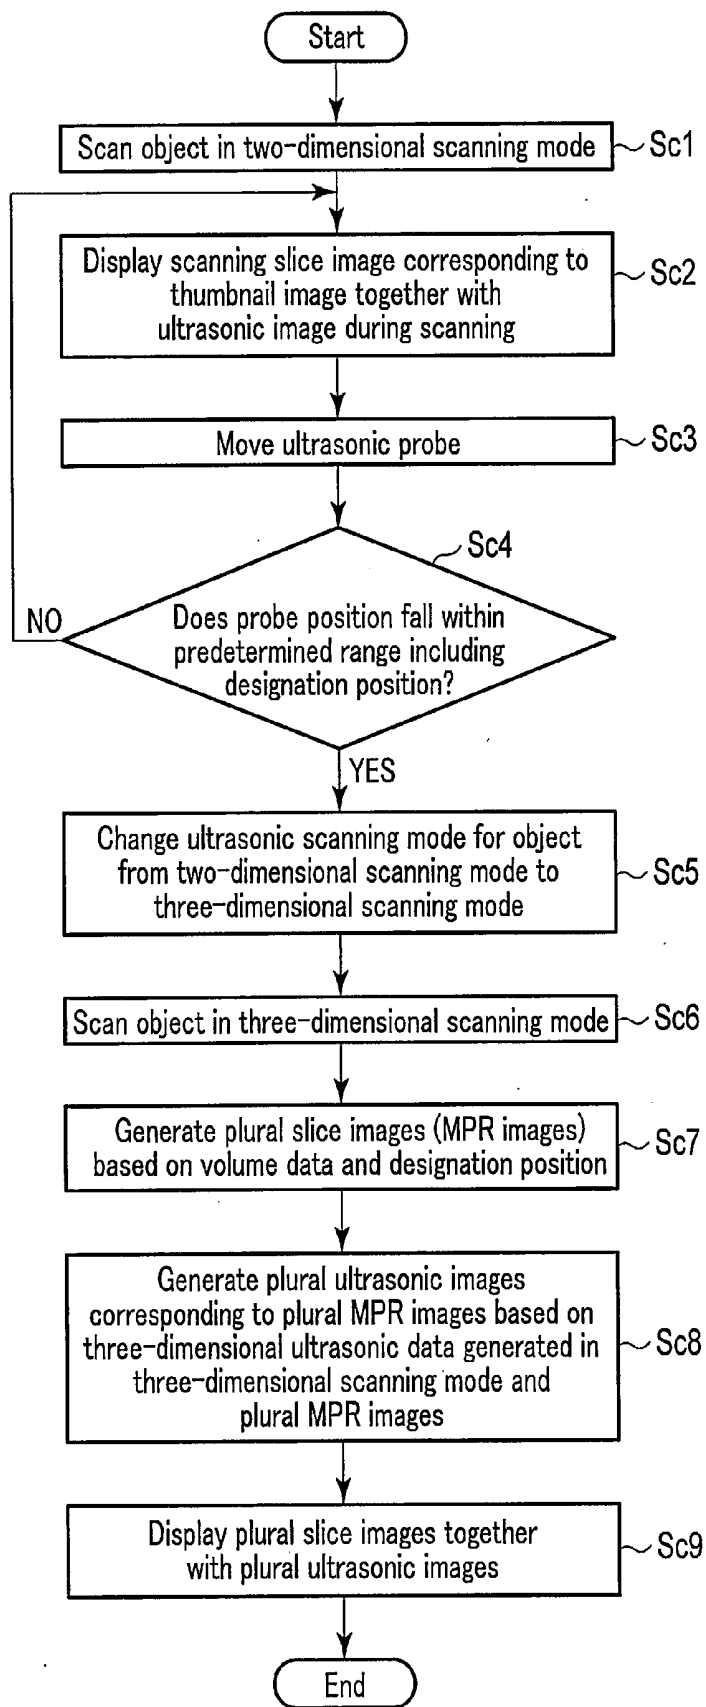 Start
Scan object in two-dimensional scanning mode
Sc1
Display scanning slice image corresponding to
thumbnail image together with
ultrasonic image during scanning
Sc2
Move ultrasonic probe
Sc3
Sc4
Does probe position fall within
predetermined range including
designation position?
NO
YES
Change ultrasonic scanning mode for object
from two-dimensional scanning mode to
three-dimensional scanning mode
Sc5
Scan object in three-dimensional scanning mode
Sc6
Generate plural slice images (MPR images)
based on volume data and designation position
Sc7
Generate plural ultrasonic images
corresponding to plural MPR images based on
three-dimensional ultrasonic data generated in
three-dimensional scanning mode and
plural MPR images
Sc8
Display plural slice images together
with plural ultrasonic images
Sc9
End